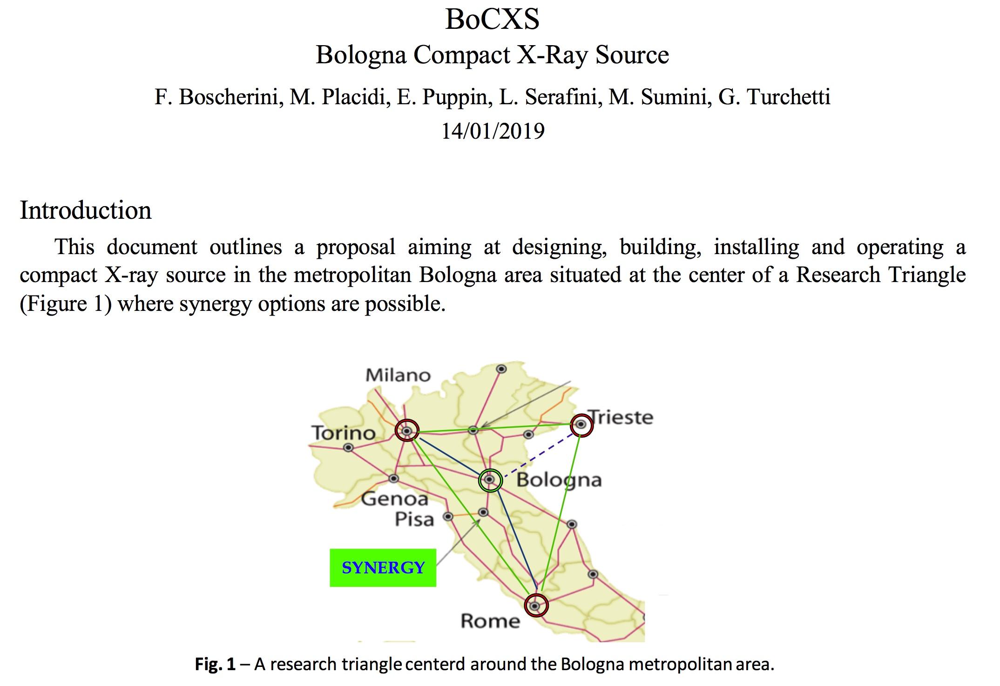 BoCXS
Bologna Compact X-Ray Source
F. Boscherini, M. Placidi, E. Puppin, L. Serafini, M. Sumini, G. Turchetti
14/01/2019
Introduction
This document outlines a proposal aiming at designing, building, installing and operating a
compact X-ray source in the metropolitan Bologna area situated at the center of a Research Triangle
(Figure 1) where synergy options are possible.
Milano
Trieste
Torino
Bologna
Genoa
Pisa
SYNERGY
Rome
Fig. 1 – A research triangle centerd around the Bologna metropolitan area.